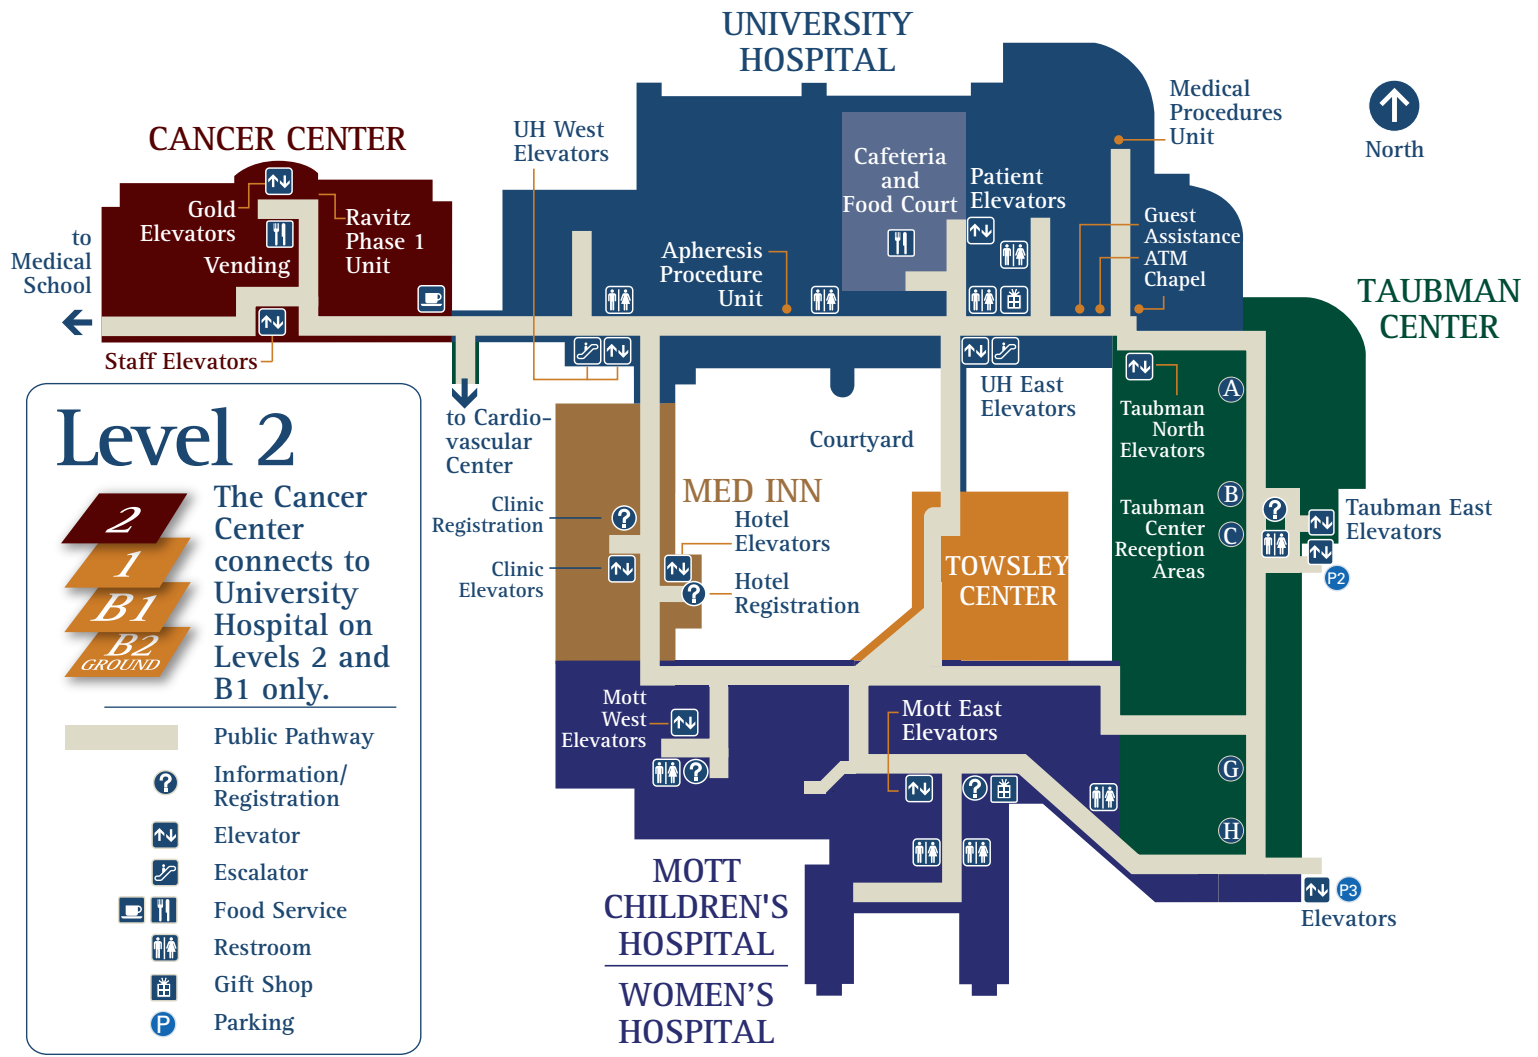 UNIVERSITY
HOSPITAL
Medical
Procedures
Unit
North
CANCER CENTER
UH West
Elevators
Cafeteria
and
Food Court
Patient
Elevators
Gold
Elevators
Ravitz
Phase 1
Unit
Vending
to
Medical
School
Staff Elevators
Apheresis
Procedure
Unit
Guest
Assistance
ATM
Chapel
TAUBMAN
CENTER
to Cardio-
vascular
Center
Courtyard
UH East
Elevators
Taubman
North
Elevators
A
B
C
Taubman
Center
Reception
Areas
Taubman East
Elevators
P2
MED INN
Clinic
Registration
Clinic
Elevators
Hotel
Elevators
Hotel
Registration
TOWSLEY
CENTER
Mott
West
Elevators
Mott East
Elevators
G
H
P3
Elevators
MOTT
CHILDREN'S
HOSPITAL
WOMEN’S
HOSPITAL
Level 2
2
1
B1
B2
GROUND
The Cancer
Center
connects to
University
Hospital on
Levels 2 and
B1 only.
Public Pathway
? Information/
Registration
Elevator
Escalator
Food Service
Restroom
Gift Shop
P Parking